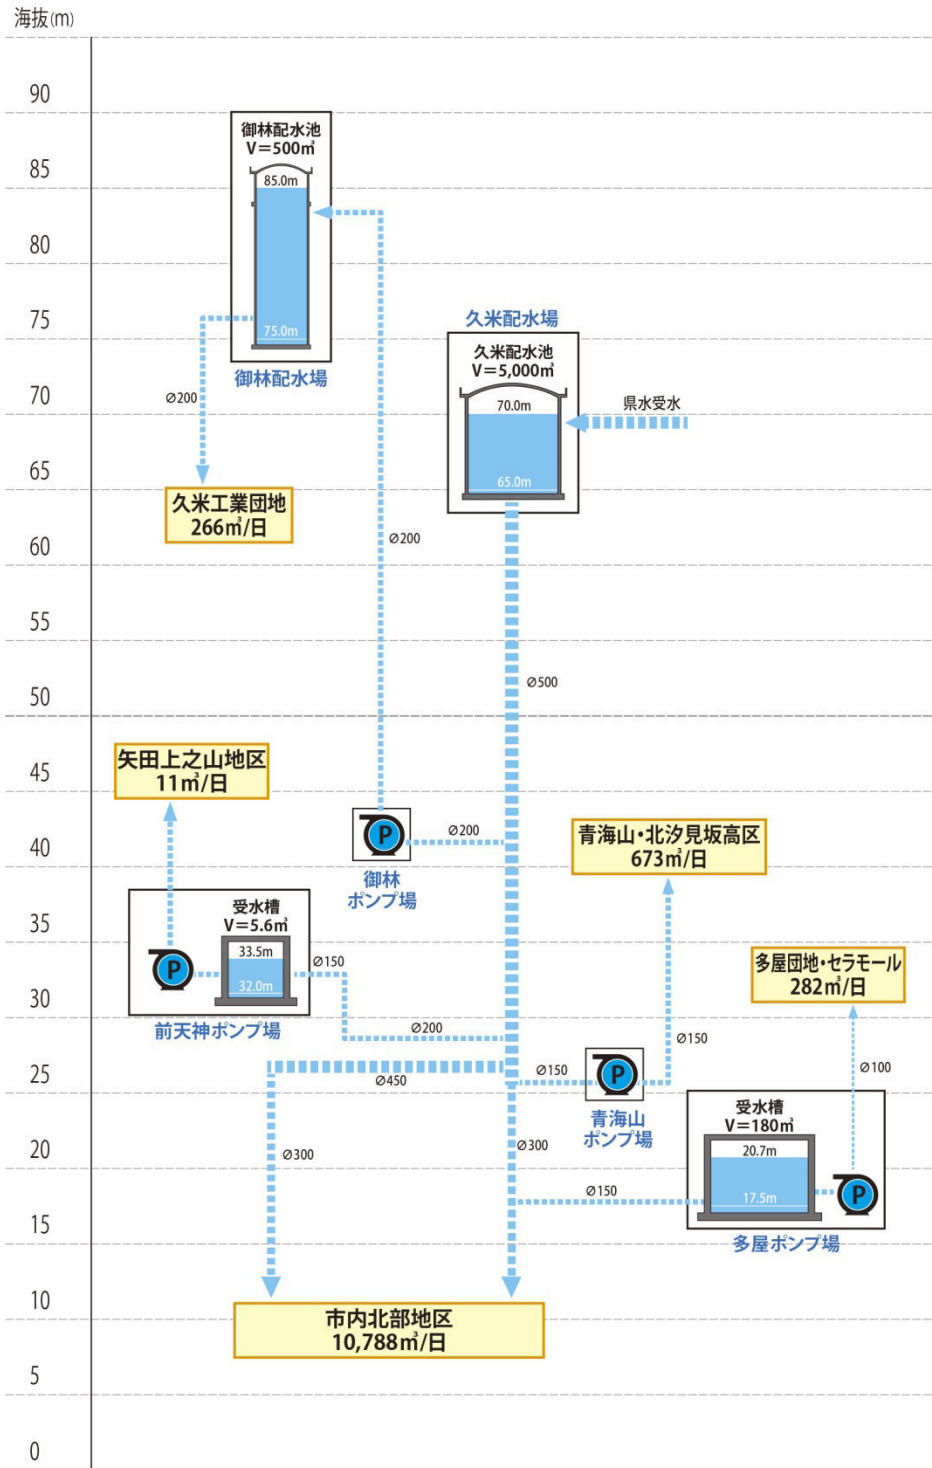 海抜(m)
90
85
80
75
70
65
60
55
50
45
40
35
30
25
20
15
10
5
0
御林配水池
V=500㎥
85.0m
75.0m
御林配水場
Ø200
久米工業団地
266㎥/日
Ø200
久米配水場
久米配水池
V=5,000㎥
70.0m
65.0m
県水受水
Ø500
矢田上之山地区
11㎥/日
P
御林
ポンプ場
Ø200
青海山・北汐見坂高区
673㎥/日
受水槽
V=5.6㎥
33.5m
32.0m
P
前天神ポンプ場
Ø150
Ø200
多屋団地・セラモール
282㎥/日
Ø450
Ø300
Ø150
P
青海山
ポンプ場
Ø150
Ø100
Ø300
受水槽
V=180㎥
20.7m
17.5m
P
多屋ポンプ場
Ø150
市内北部地区
10,788㎥/日